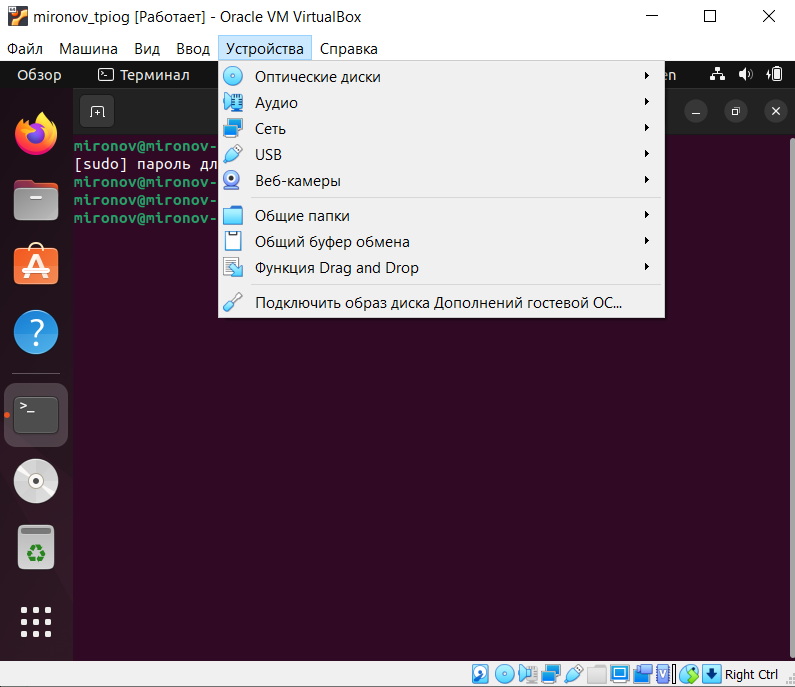 mironov_tpiog [Работает] - Oracle VM VirtualBox
Файл Машина Вид Ввод Устройства Справка
Обзор Терминал en
Оптические диски
Аудио
Сеть
USB
Веб-камеры
Общие папки
Общий буфер обмена
Функция Drag and Drop
Подключить образ диска Дополнений гостевой ОС...
mironov@mironov-
[sudo] пароль дл
mironov@mironov-
mironov@mironov-
mironov@mironov-
Right Ctrl